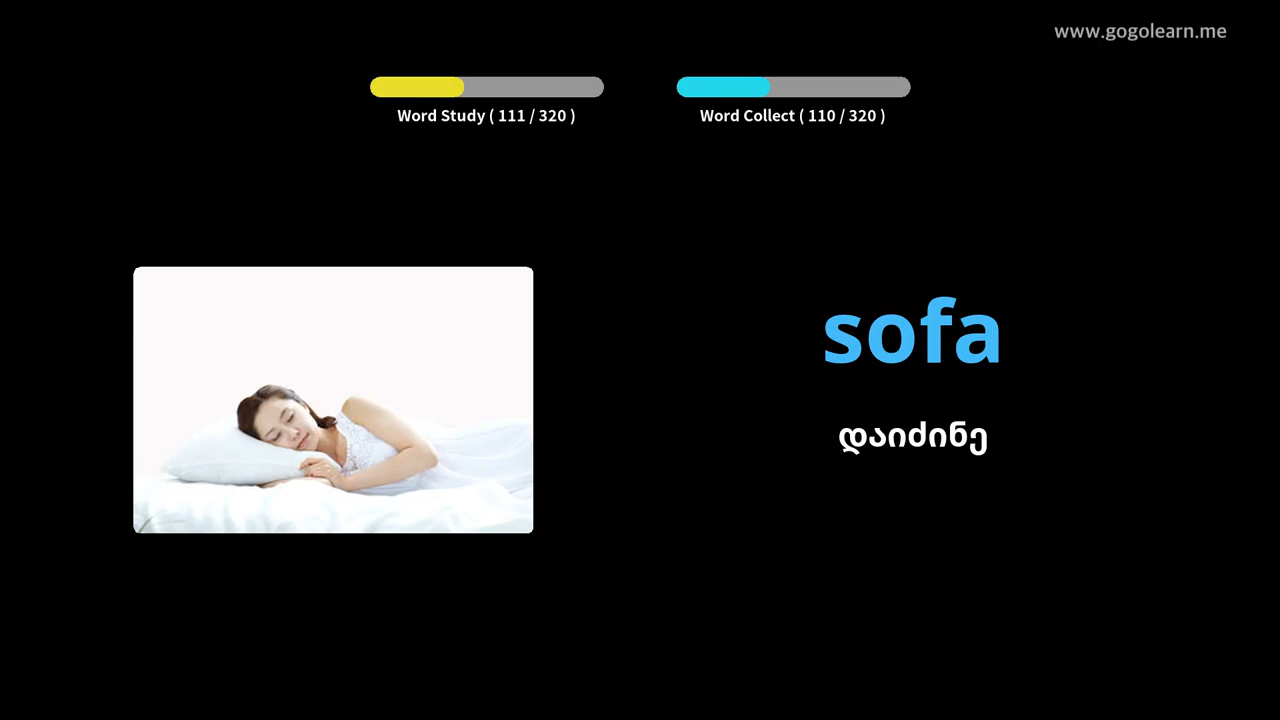 www.gogolearn.me
Word Study ( 111 / 320 )
Word Collect ( 110 / 320 )
sofa
დაიძინე